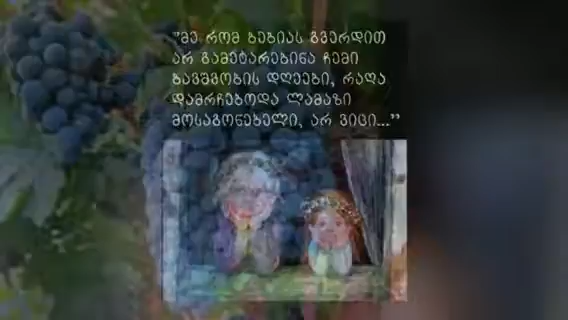 "მე რომ ბებიას გვერდით
არ გამეტარებინა ჩემი
ბავშვობის დღეები, რაღა
დამრჩებოდა ლამაზი
მოსაგონებელი, არ ვიცი..."